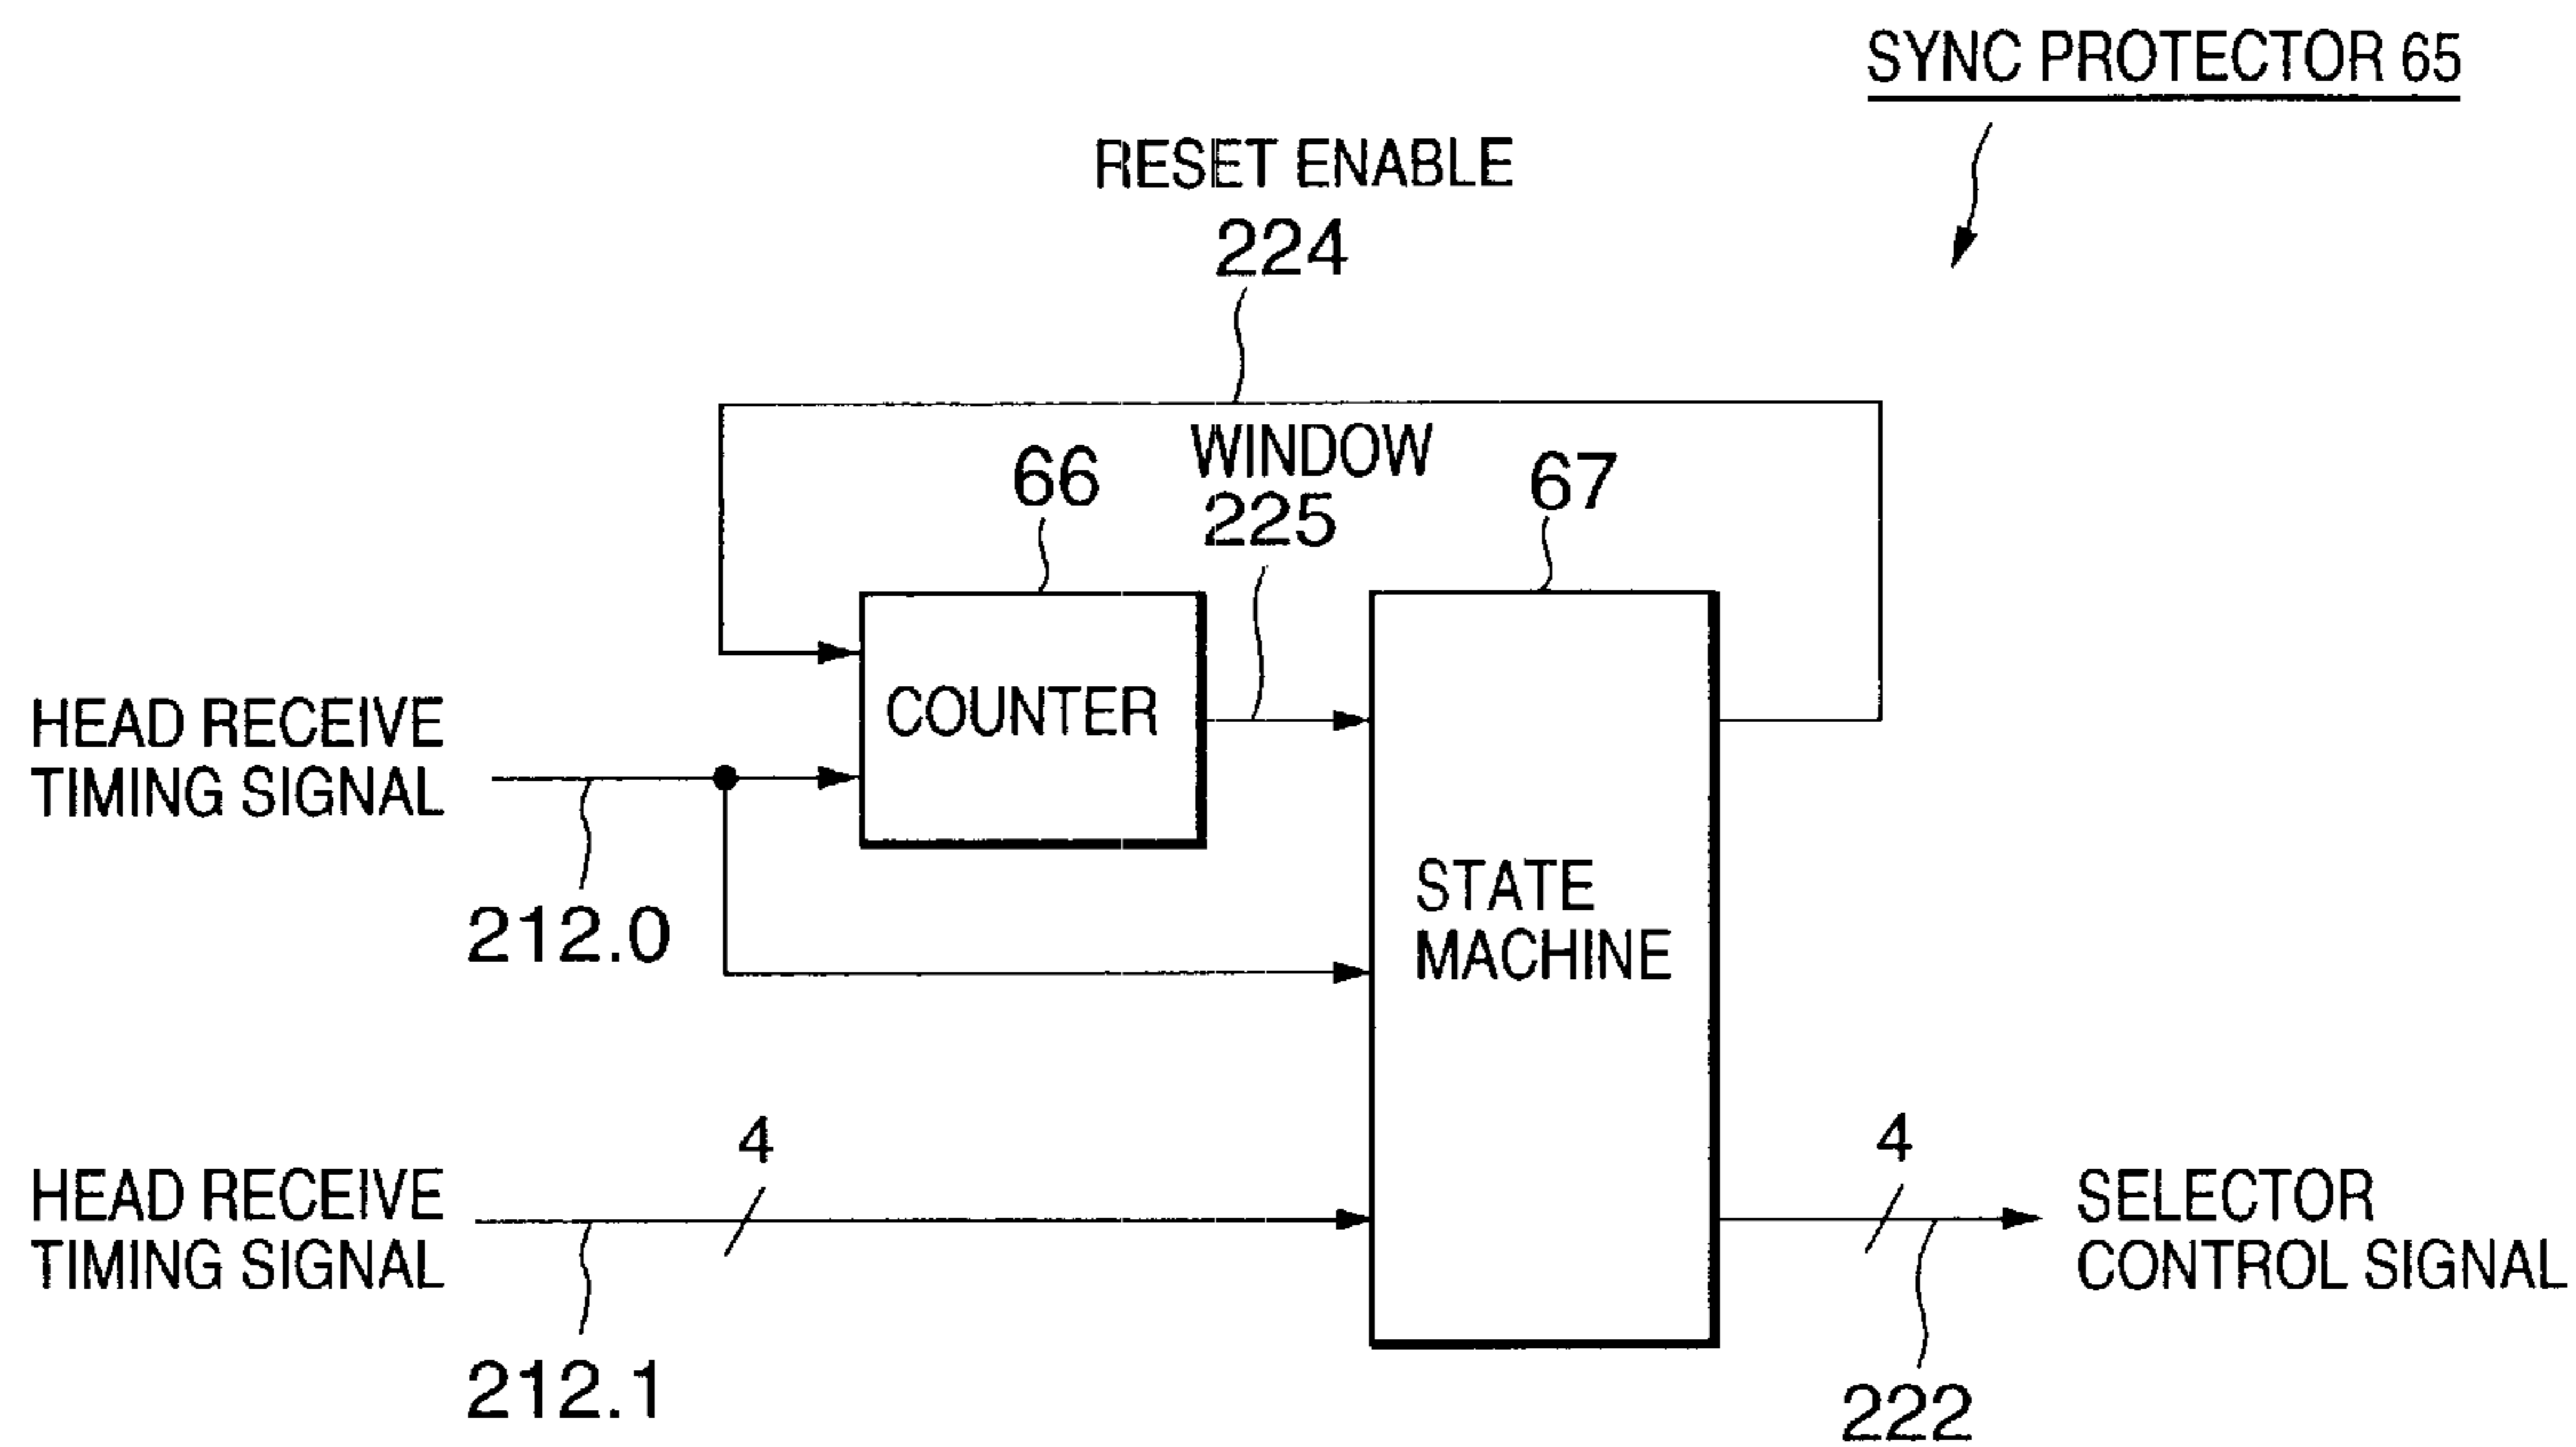 SYNC PROTECTOR 65
RESET ENABLE
224
WINDOW
225
66
67
COUNTER
HEAD RECEIVE
TIMING SIGNAL
212.0
STATE
MACHINE
HEAD RECEIVE
TIMING SIGNAL
212.1
4
4
SELECTOR
CONTROL SIGNAL
222